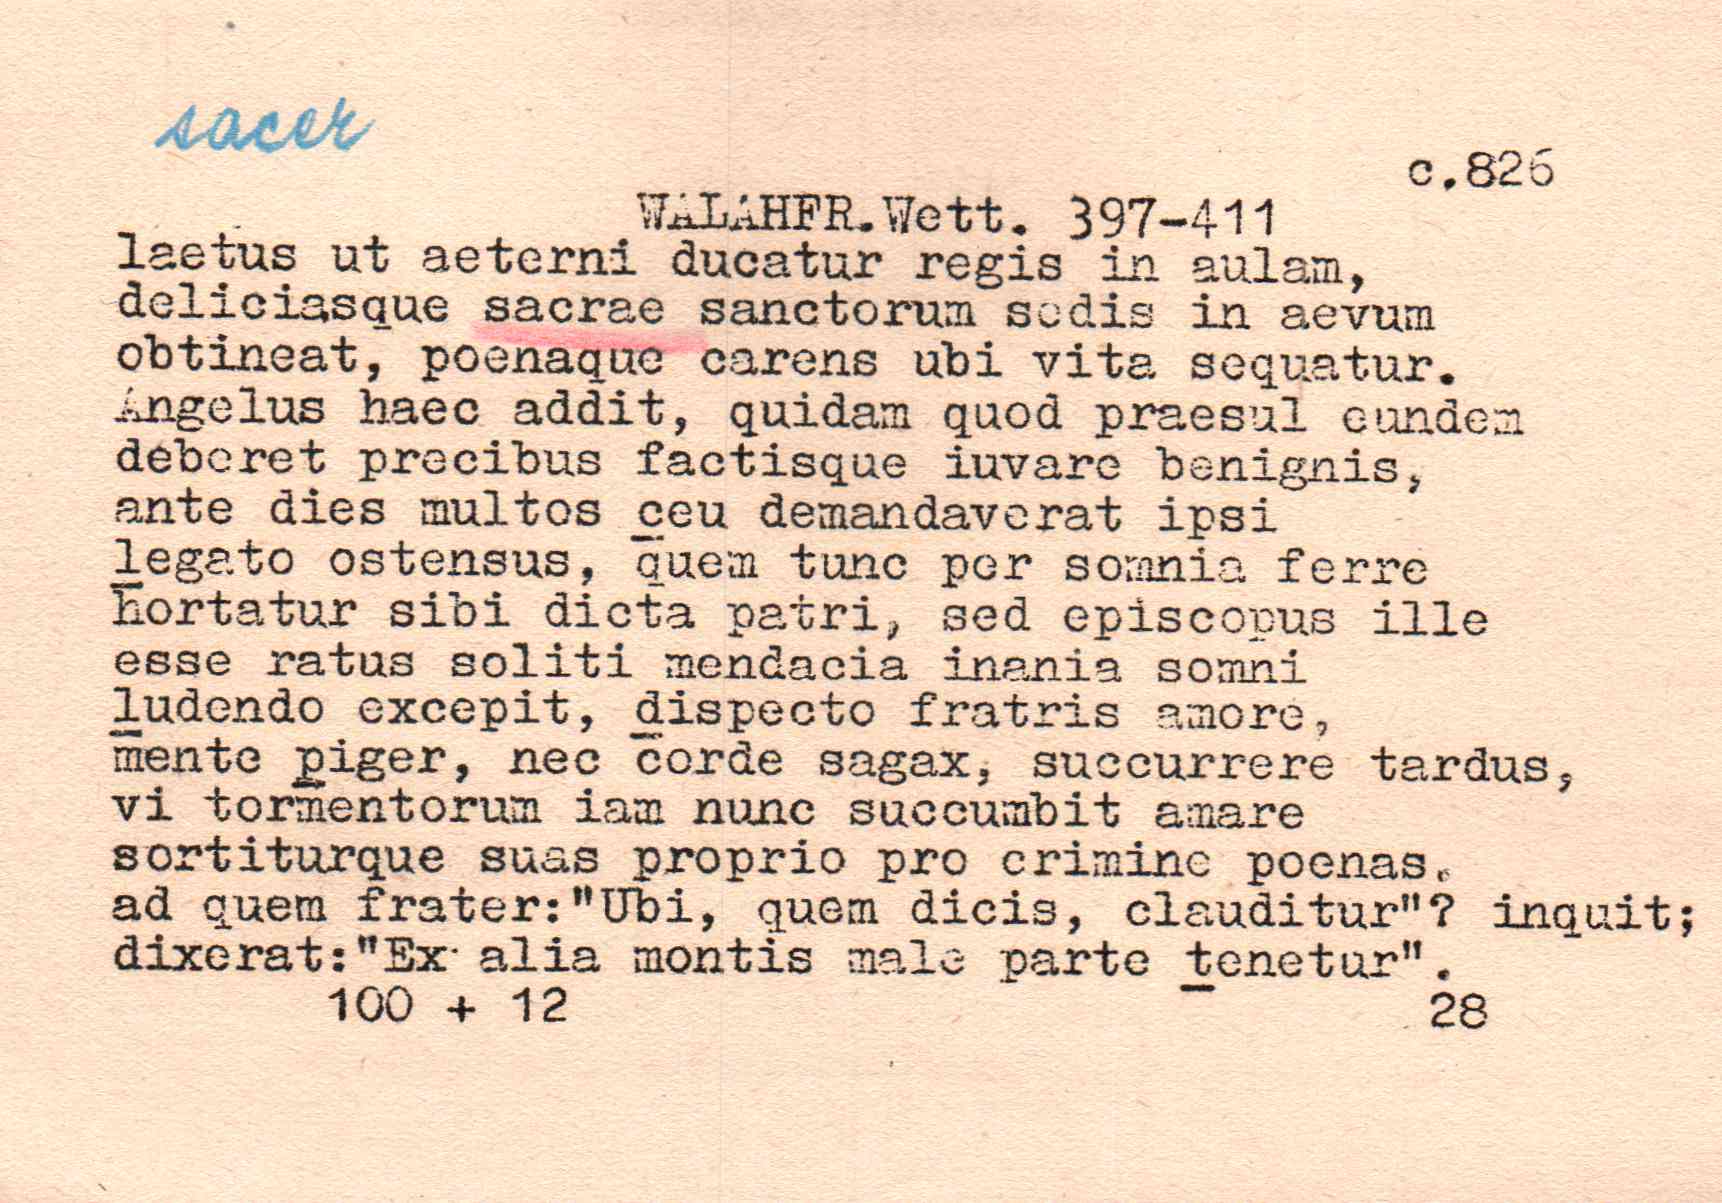 sacer
c.826
WALAHFR.Wett. 397-411
laetus ut aeterni ducatur regis in aulam,
deliciasque sacrae sanctorum sedis in aevum
obtineat, poenaque carens ubi vita sequatur.
Angelus haec addit, quidam quod praesul eundem
deberet precibus factisque iuvare benignis,
ante dies multos ceu demandaverat ipsi
legato ostensus, quem tunc per somnia ferre
hortatur sibi dicta patri, sed episcopus ille
esse ratus soliti mendacia inania somni
ludendo excepit, dispecto fratris amore,
mente piger, nec corde sagax, succurrere tardus,
vi tormentorum iam nunc succumbit amare
sortiturque suas proprio pro crimine poenas.
ad quem frater:"Ubi, quem dicis, clauditur"? inquit;
dixerat:"Ex alia montis male parte tenetur".
100 + 12 28